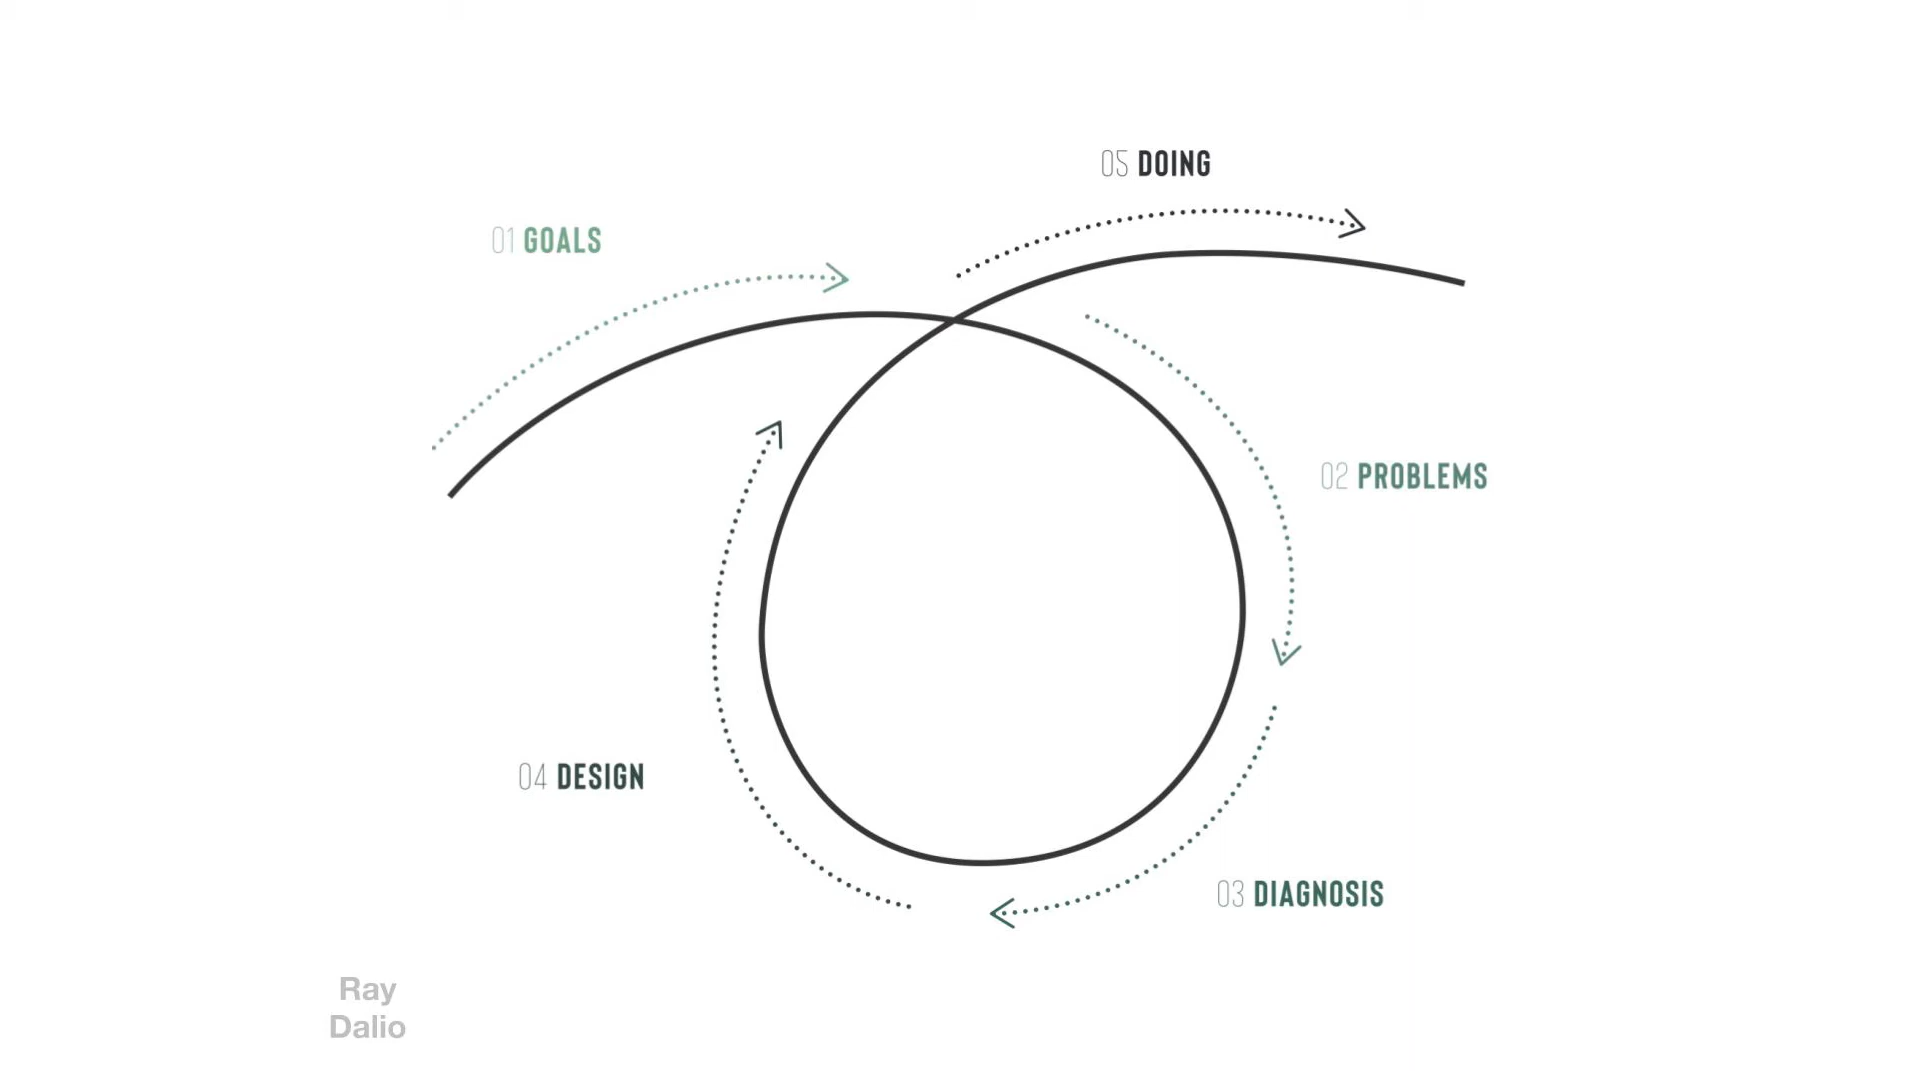 01 GOALS
02 PROBLEMS
03 DIAGNOSIS
04 DESIGN
05 DOING
Ray
Dalio